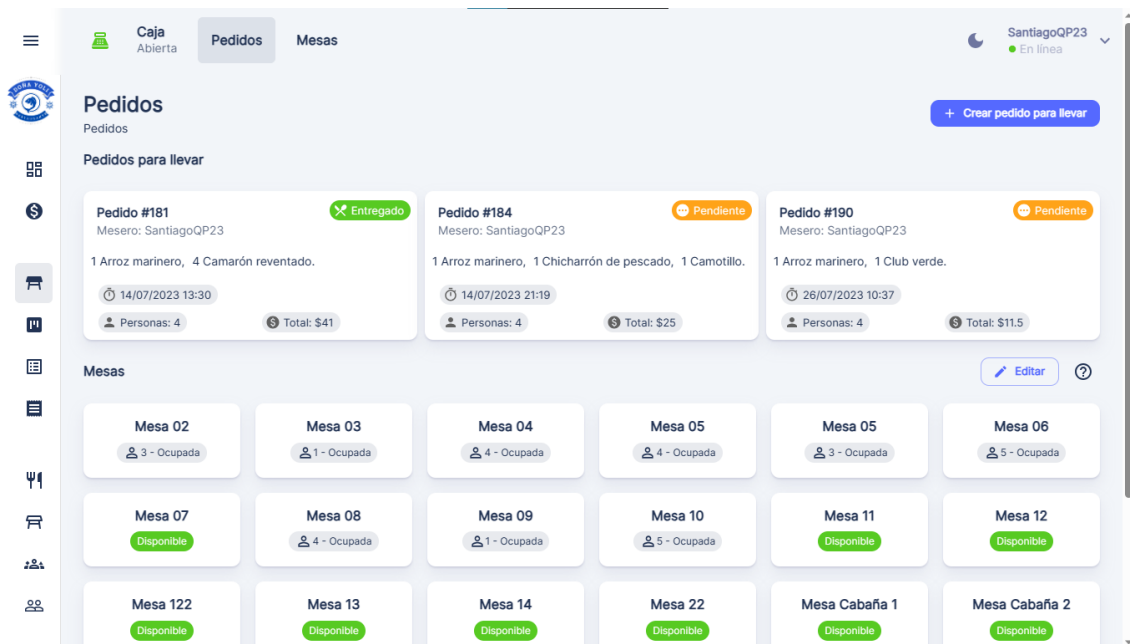 Caja
Abierta
Pedidos
Mesas
SantiagoQP23
En línea
DOÑA YOLI
Pedidos
Pedidos
+ Crear pedido para llevar
Pedidos para llevar
Pedido #181
Entregado
Mesero: SantiagoQP23
1 Arroz marinero, 4 Camarón reventado.
14/07/2023 13:30
Personas: 4
Total: $41
Pedido #184
Pendiente
Mesero: SantiagoQP23
1 Arroz marinero, 1 Chicharrón de pescado, 1 Camotillo.
14/07/2023 21:19
Personas: 4
Total: $25
Pedido #190
Pendiente
Mesero: SantiagoQP23
1 Arroz marinero, 1 Club verde.
26/07/2023 10:37
Personas: 4
Total: $11.5
Mesas
Editar
Mesa 02
3 - Ocupada
Mesa 03
1 - Ocupada
Mesa 04
4 - Ocupada
Mesa 05
4 - Ocupada
Mesa 05
3 - Ocupada
Mesa 06
5 - Ocupada
Mesa 07
Disponible
Mesa 08
4 - Ocupada
Mesa 09
1 - Ocupada
Mesa 10
5 - Ocupada
Mesa 11
Disponible
Mesa 12
Disponible
Mesa 122
Disponible
Mesa 13
Disponible
Mesa 14
Disponible
Mesa 22
Disponible
Mesa Cabaña 1
Disponible
Mesa Cabaña 2
Disponible